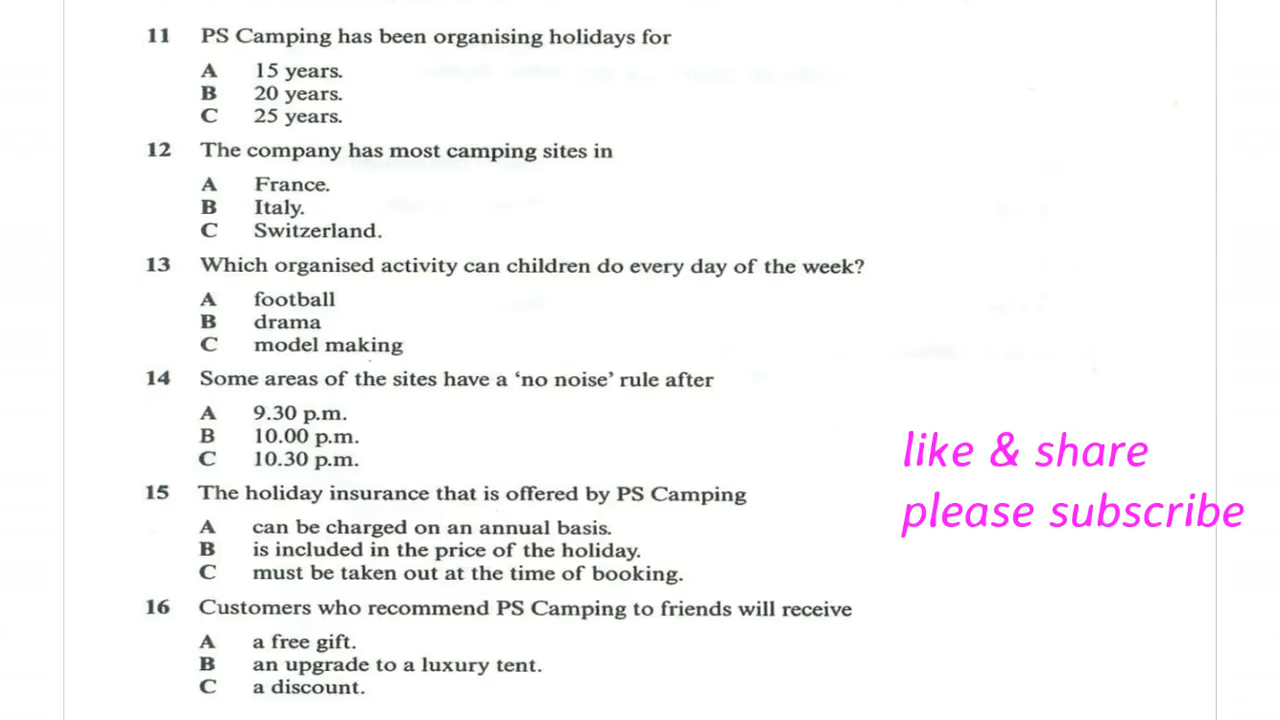 11 PS Camping has been organising holidays for
A 15 years.
B 20 years.
C 25 years.
12 The company has most camping sites in
A France.
B Italy.
C Switzerland.
13 Which organised activity can children do every day of the week?
A football
B drama
C model making
14 Some areas of the sites have a ‘no noise’ rule after
A 9.30 p.m.
B 10.00 p.m.
C 10.30 p.m.
15 The holiday insurance that is offered by PS Camping
A can be charged on an annual basis.
B is included in the price of the holiday.
C must be taken out at the time of booking.
16 Customers who recommend PS Camping to friends will receive
A a free gift.
B an upgrade to a luxury tent.
C a discount.
like & share
please subscribe